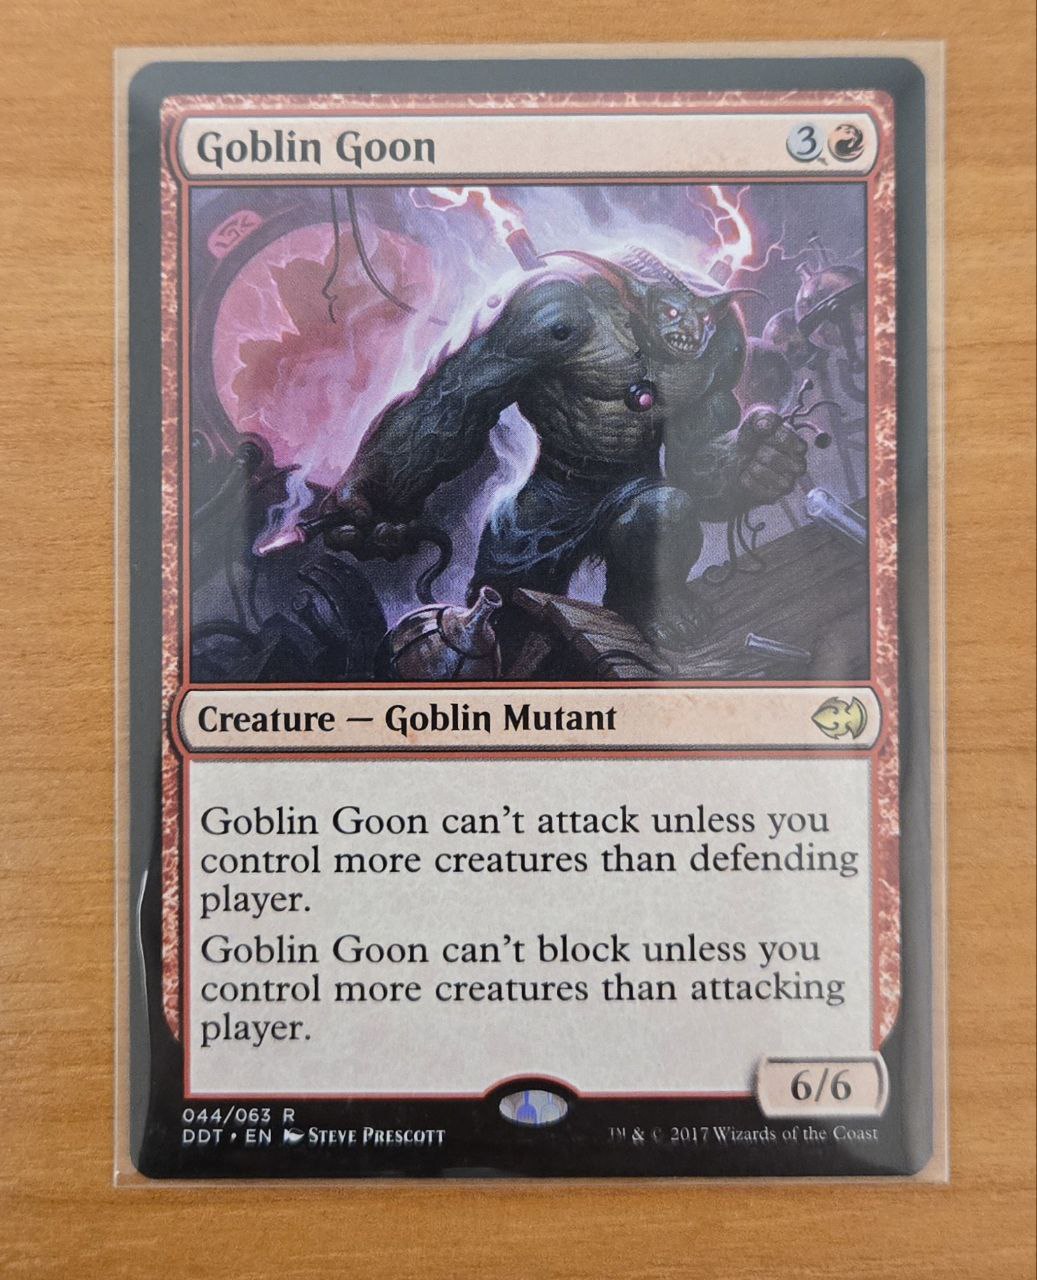 Goblin Goon 3
Creature — Goblin Mutant
Goblin Goon can't attack unless you
control more creatures than defending
player.
Goblin Goon can't block unless you
control more creatures than attacking
player.
6/6
044/063 R
DDT • EN STEVE PRESCOTT
™ & © 2017 Wizards of the Coast